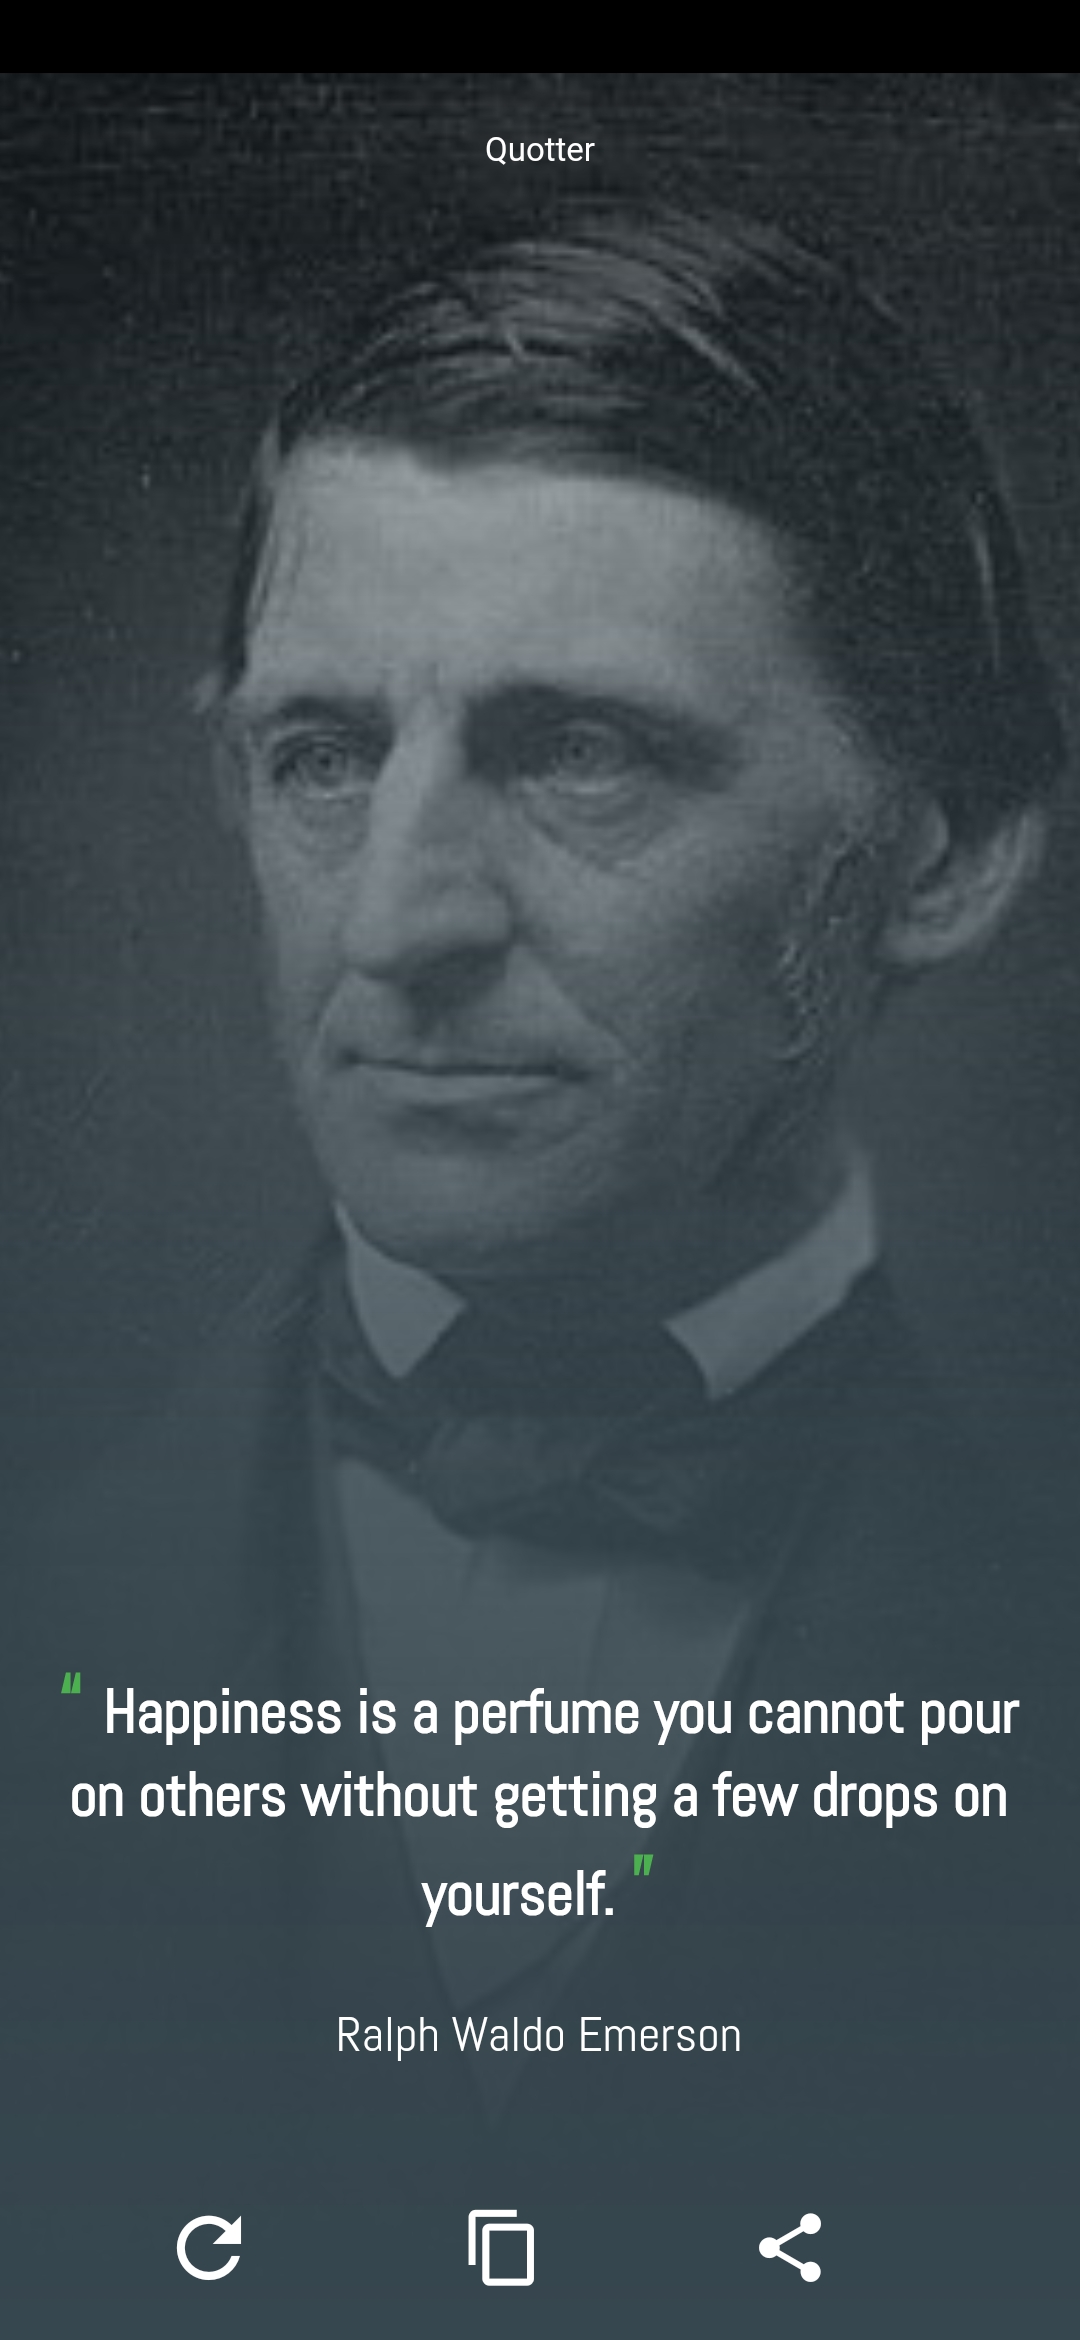 Quotter
“ Happiness is a perfume you cannot pour
on others without getting a few drops on
yourself. ”
Ralph Waldo Emerson